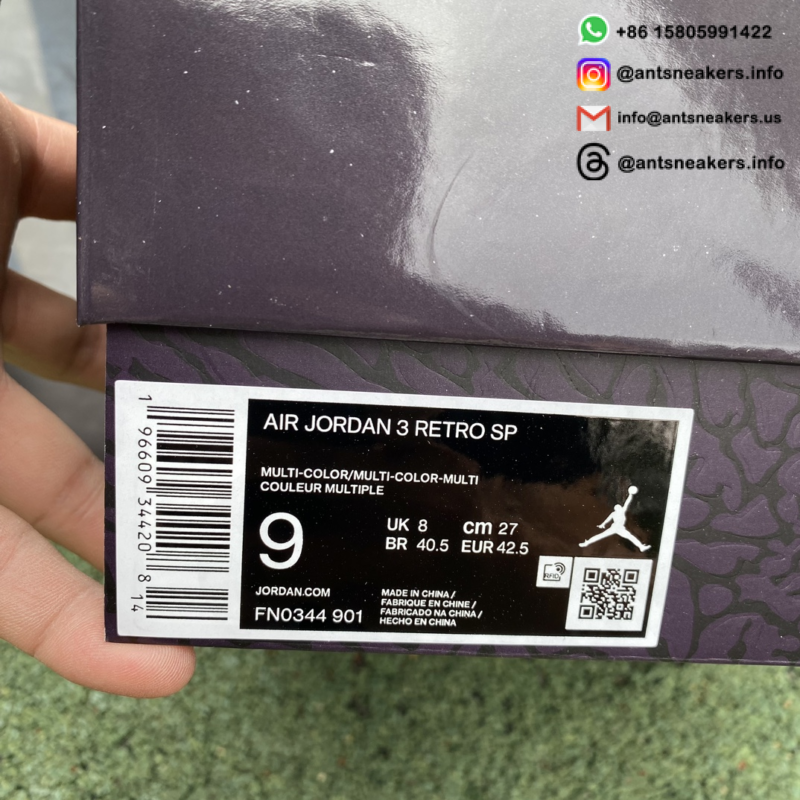 +86 15805991422
@antsneakers.info
info@antsneakers.us
@antsneakers.info
AIR JORDAN 3 RETRO SP
MULTI-COLOR/MULTI-COLOR-MULTI
COULEUR MULTIPLE
9
UK 8 cm 27
BR 40.5 EUR 42.5
RFID
JORDAN.COM
FN0344 901
MADE IN CHINA /
FABRIQUE EN CHINE /
FABRICADO NA CHINA /
HECHO EN CHINA
1 96609 34420 8 14